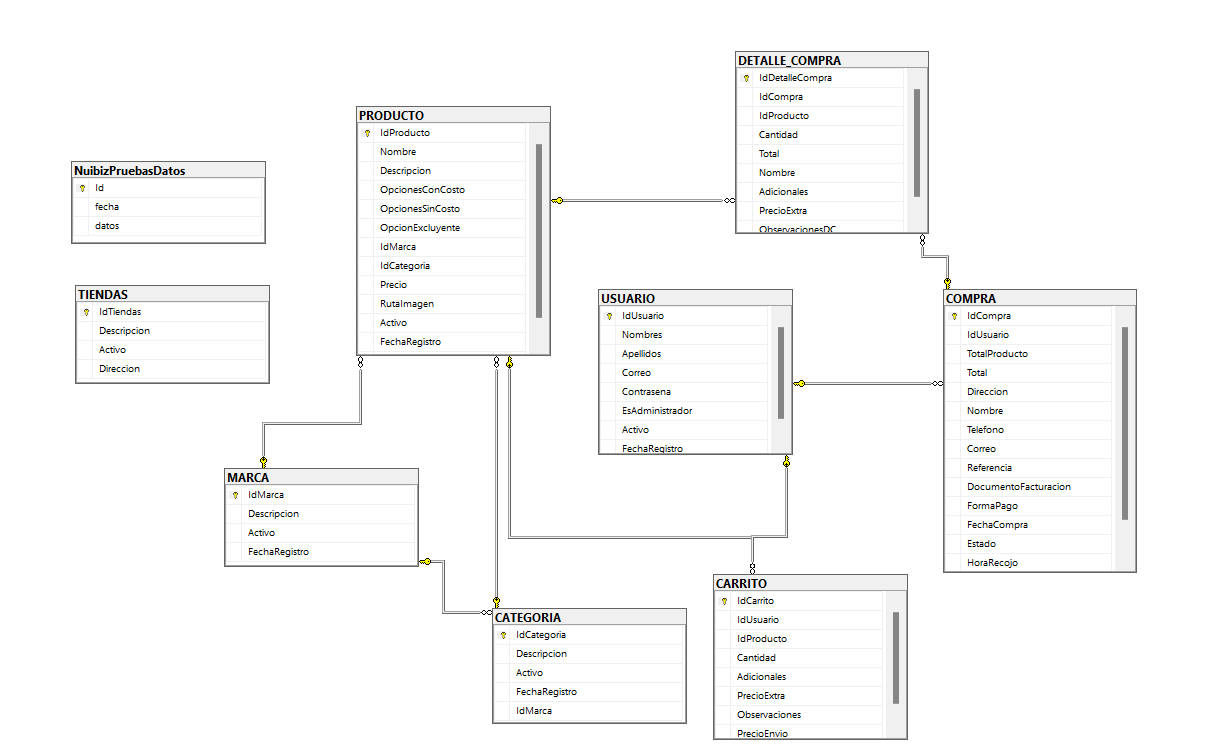 DETALLE_COMPRA
IdDetalleCompra
IdCompra
IdProducto
Cantidad
Total
Nombre
Adicionales
PrecioExtra
ObservacionesDC
PRODUCTO
IdProducto
Nombre
Descripcion
OpcionesConCosto
OpcionesSinCosto
OpcionExcluyente
IdMarca
IdCategoria
Precio
RutaImagen
Activo
FechaRegistro
NuibizPruebasDatos
Id
fecha
datos
TIENDAS
IdTiendas
Descripcion
Activo
Direccion
USUARIO
IdUsuario
Nombres
Apellidos
Correo
Contrasena
EsAdministrador
Activo
FechaRegistro
COMPRA
IdCompra
IdUsuario
TotalProducto
Total
Direccion
Nombre
Telefono
Correo
Referencia
DocumentoFacturacion
FormaPago
FechaCompra
Estado
HoraRecojo
MARCA
IdMarca
Descripcion
Activo
FechaRegistro
CATEGORIA
IdCategoria
Descripcion
Activo
FechaRegistro
IdMarca
CARRITO
IdCarrito
IdUsuario
IdProducto
Cantidad
Adicionales
PrecioExtra
Observaciones
PrecioEnvio